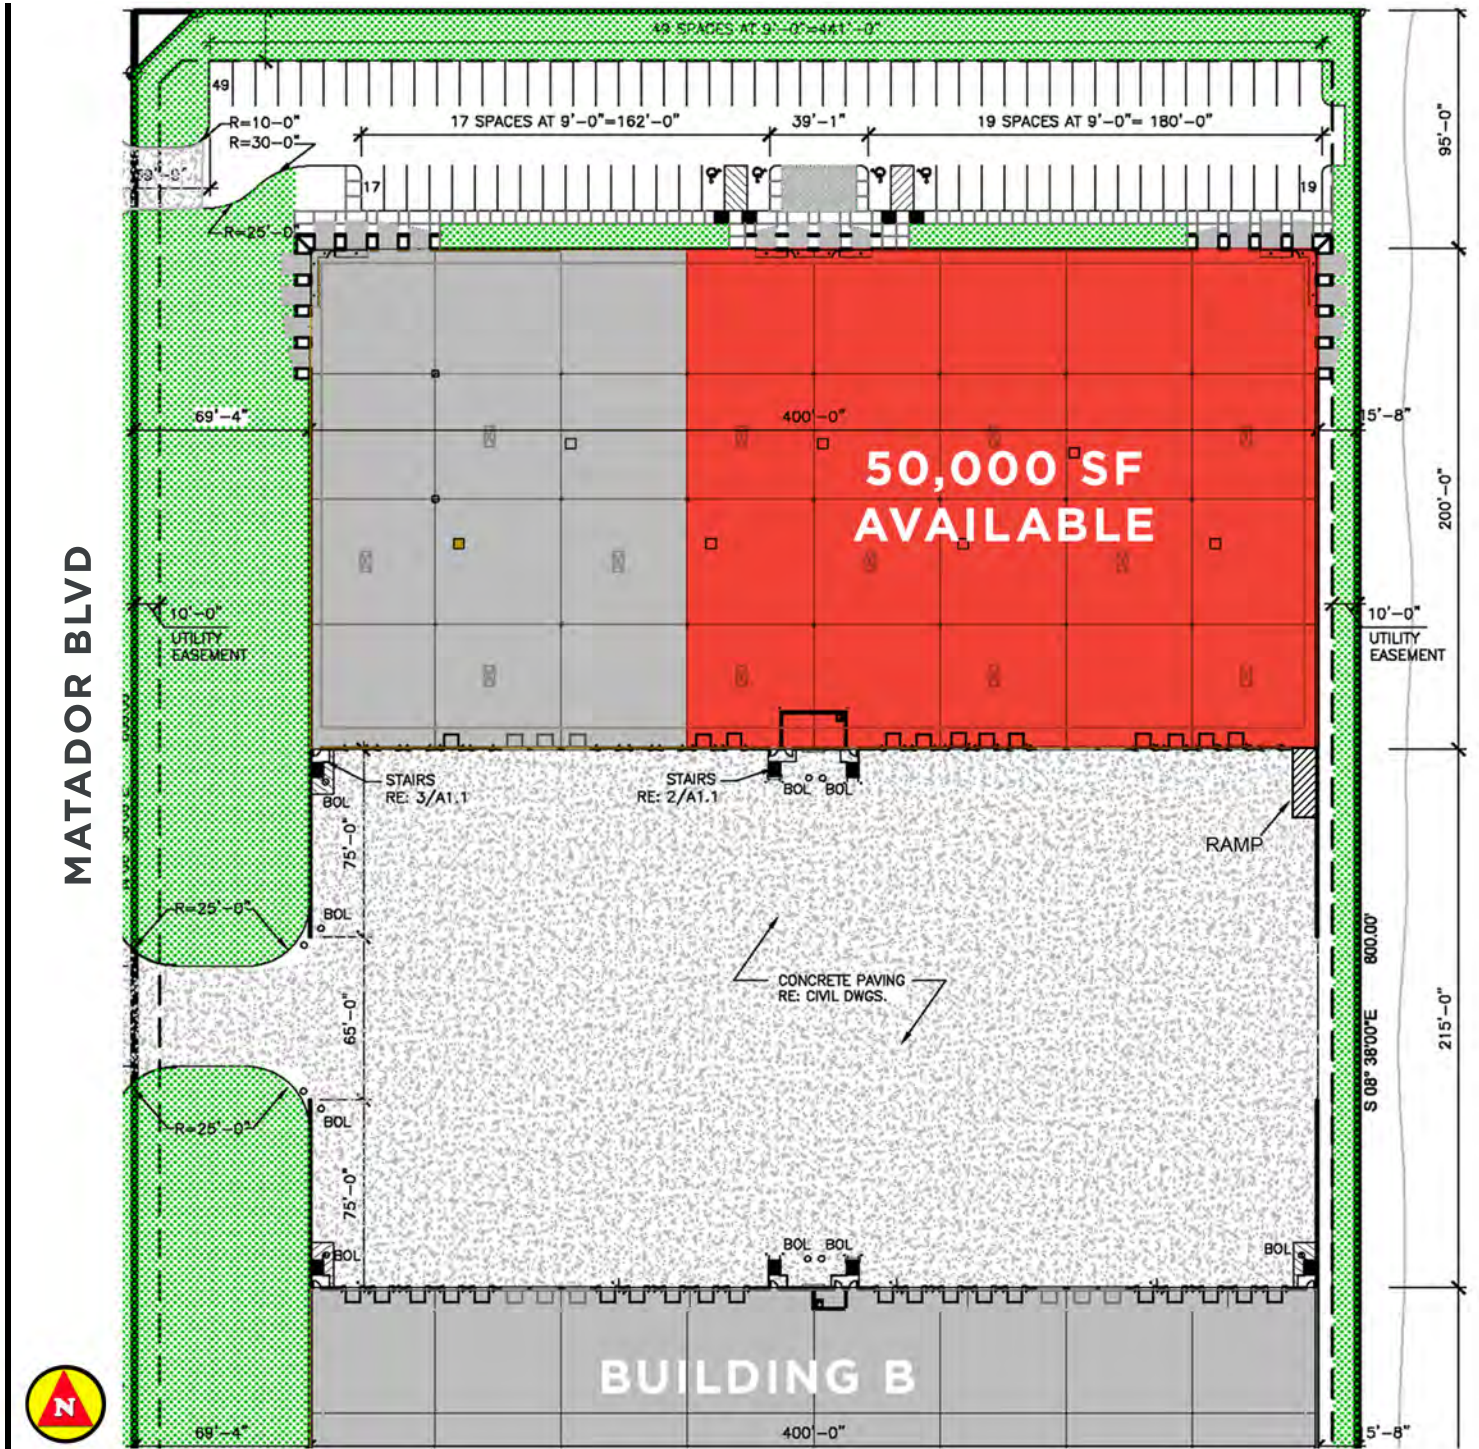 49 SPACES AT 9'-0"=441'-0"
49
R=10-0"
R=30-0"
17 SPACES AT 9'-0"=162'-0"
39'-1"
19 SPACES AT 9'-0"= 180'-0"
95'-0"
17
19
R=25'-0"
69'-4"
400'-0"
15'-8"
50,000 SF
AVAILABLE
200'-0"
MATADOR BLVD
10'-0"
UTILITY
EASEMENT
10'-0"
UTILITY
EASEMENT
STAIRS
RE: 3/A1.1
STAIRS
RE: 2/A1.1
BOL
BOL
BOL
RAMP
75'-0"
R=25'-0"
BOL
CONCRETE PAVING
RE: CIVIL DWGS.
65'-0"
S 08° 38'00"E 800.00'
215'-0"
R=25'-0"
BOL
75'-0"
BOL
BOL
BOL
BOL
BUILDING B
N
69'-4"
400'-0"
5'-8"